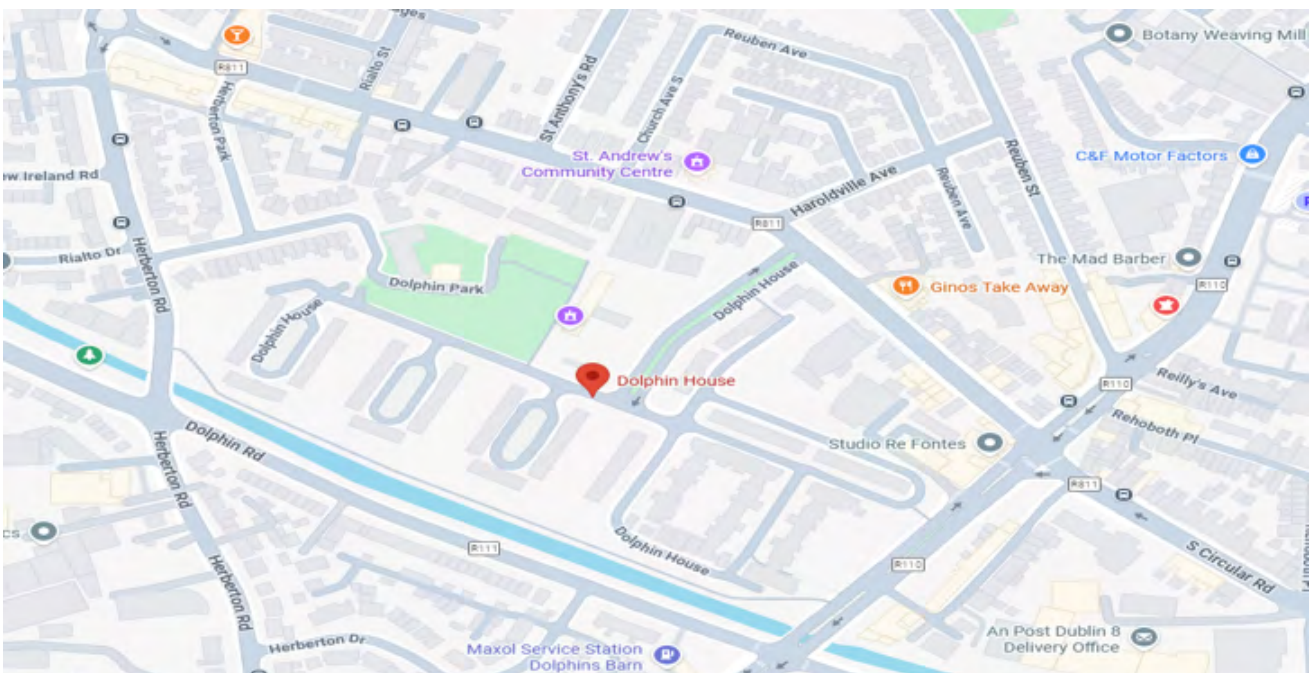 Reuben Ave
Botany Weaving Mill
R811
Rialto St
St Anthony's Rd
Church Ave S
Herberton Park
St. Andrew's
Community Centre
C&F Motor Factors
Haroldville Ave
Reuben Ave
Reuben St
R811
Rialto Dr
Herberton Rd
Dolphin Park
Dolphin House
Dolphin House
The Mad Barber
Ginos Take Away
R110
Dolphin House
R110
Reilly's Ave
Rehoboth Pl
Dolphin Rd
Herberton Rd
Studio Re Fontes
R811
R111
Dolphin House
R110
S Circular Rd
Herberton Rd
Herberton Dr
Maxol Service Station
Dolphins Barn
An Post Dublin 8
Delivery Office